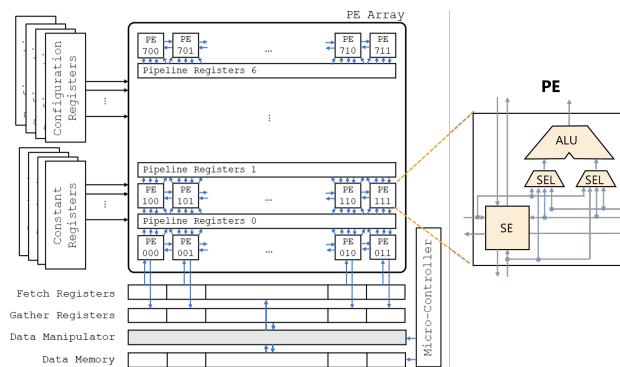 PE Array
PE 700
PE 701
...
PE 710
PE 711
Pipeline Registers 6
Configuration Registers
...
...
Pipeline Registers 1
PE 100
PE 101
...
PE 110
PE 111
Pipeline Registers 0
Constant Registers
...
PE 000
PE 001
...
PE 010
PE 011
Fetch Registers
Gather Registers
Data Manipulator
Data Memory
Micro-Controller
PE
ALU
SEL
SEL
SE